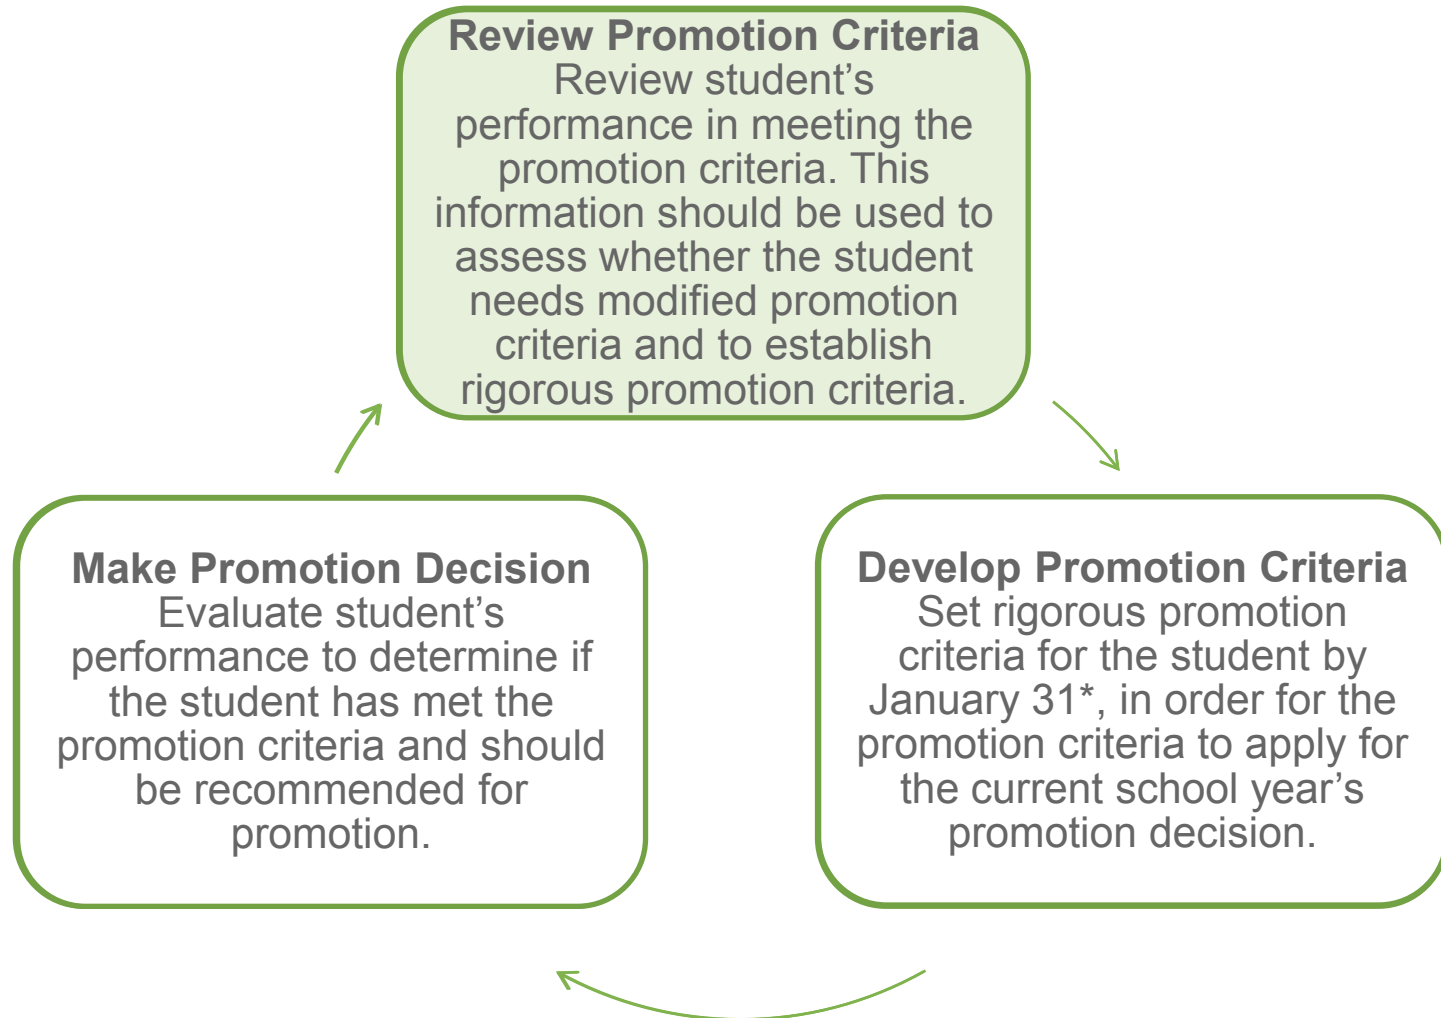 Review Promotion Criteria
Review student’s
performance in meeting the
promotion criteria. This
information should be used to
assess whether the student
needs modified promotion
criteria and to establish
rigorous promotion criteria.
Make Promotion Decision
Evaluate student’s
performance to determine if
the student has met the
promotion criteria and should
be recommended for
promotion.
Develop Promotion Criteria
Set rigorous promotion
criteria for the student by
January 31*, in order for the
promotion criteria to apply for
the current school year’s
promotion decision.